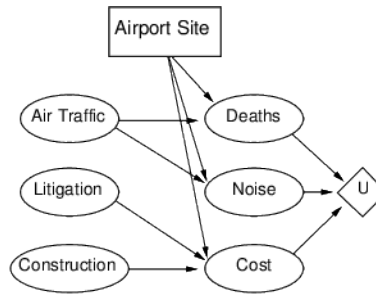 Airport Site
Air Traffic
Deaths
Litigation
Noise
U
Construction
Cost